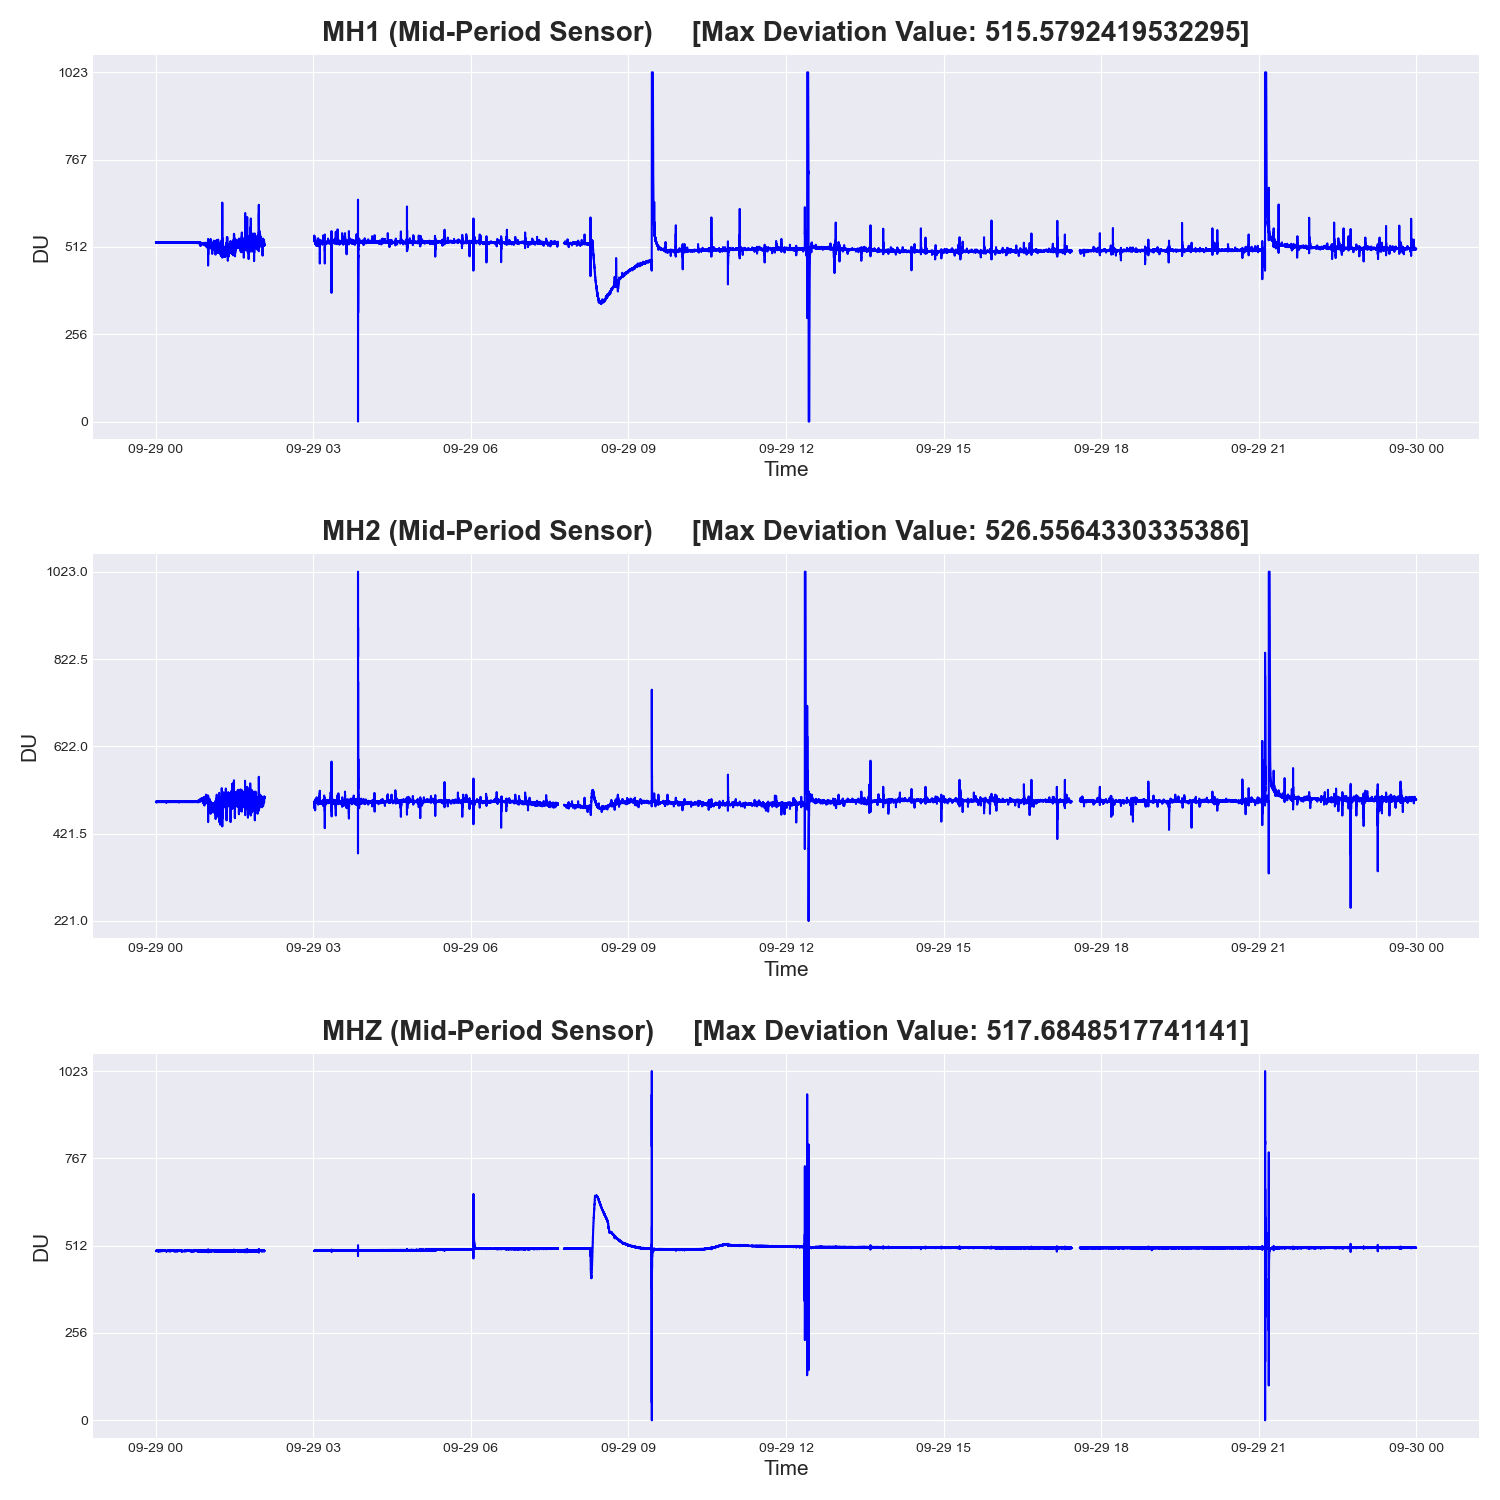 MH1 (Mid-Period Sensor) [Max Deviation Value: 515.5792419532295]
1023
767
512
256
0
DU
09-29 00 09-29 03 09-29 06 09-29 09 09-29 12 09-29 15 09-29 18 09-29 21 09-30 00
Time
MH2 (Mid-Period Sensor) [Max Deviation Value: 526.5564330335386]
1023.0
822.5
622.0
421.5
221.0
DU
09-29 00 09-29 03 09-29 06 09-29 09 09-29 12 09-29 15 09-29 18 09-29 21 09-30 00
Time
MHZ (Mid-Period Sensor) [Max Deviation Value: 517.6848517741141]
1023
767
512
256
0
DU
09-29 00 09-29 03 09-29 06 09-29 09 09-29 12 09-29 15 09-29 18 09-29 21 09-30 00
Time